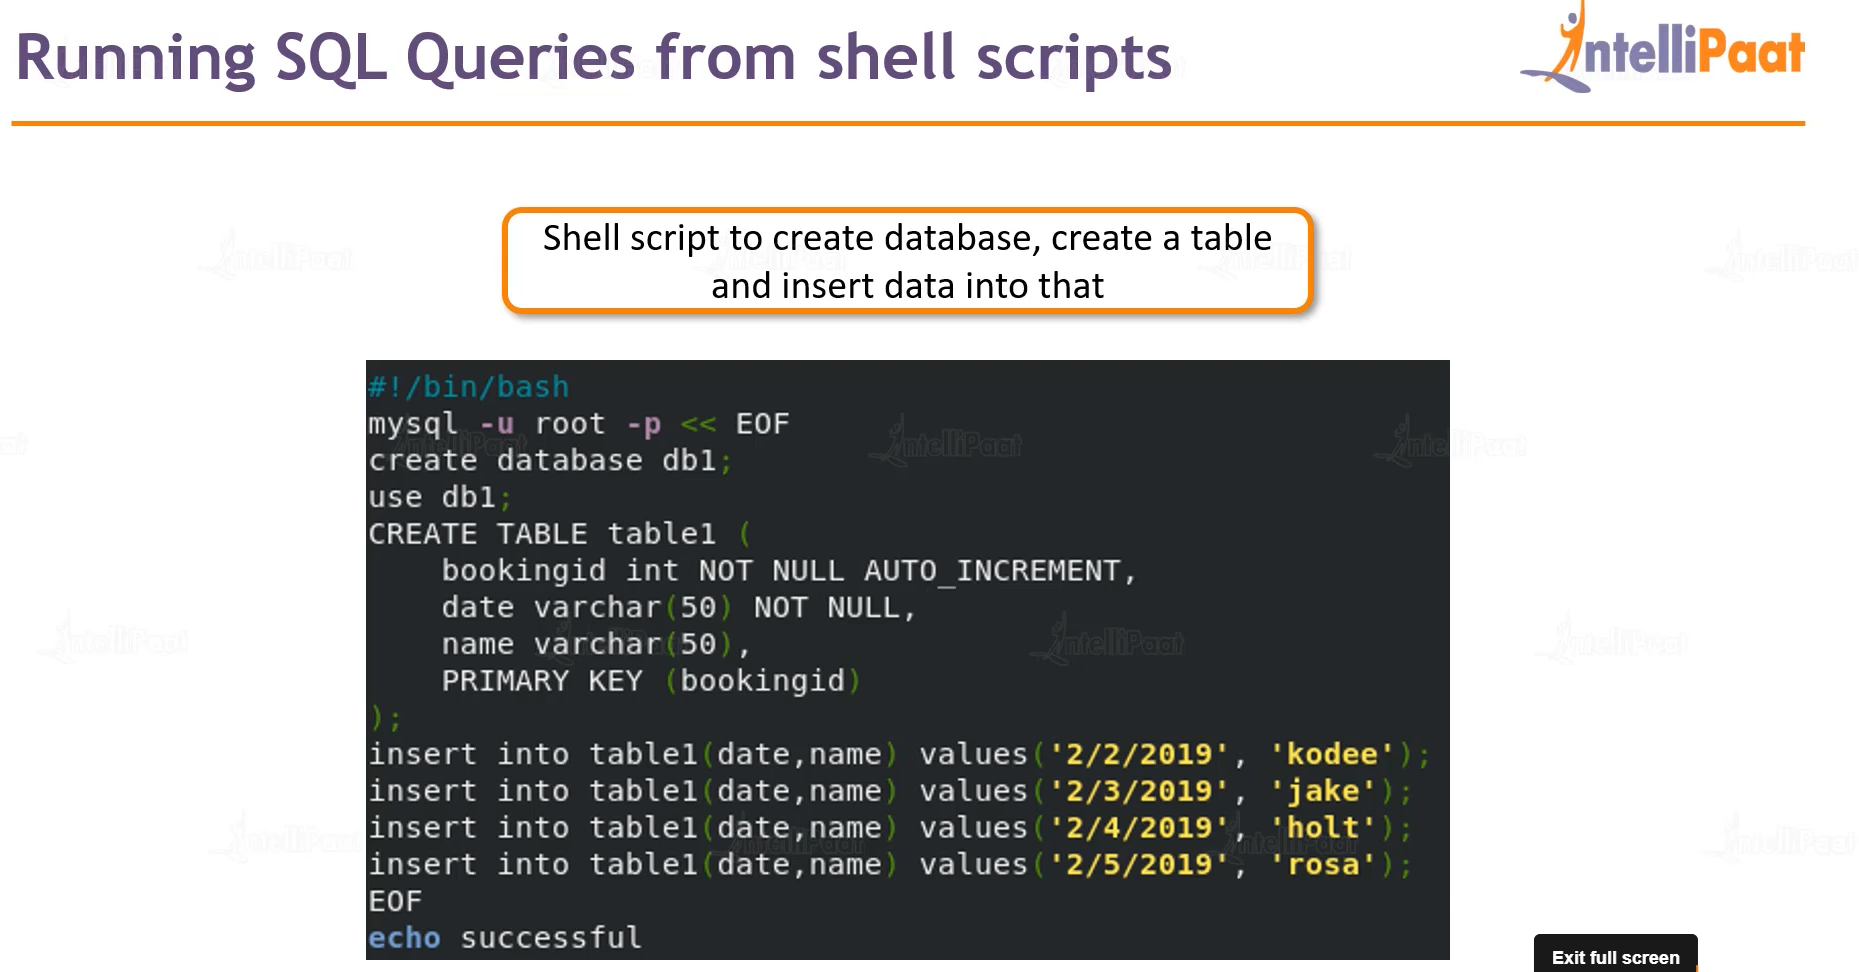 Running SQL Queries from shell scripts
IntelliPaat
Shell script to create database, create a table
and insert data into that
#!/bin/bash
mysql -u root -p << EOF
create database db1;
use db1;
CREATE TABLE table1 (
    bookingid int NOT NULL AUTO_INCREMENT,
    date varchar(50) NOT NULL,
    name varchar(50),
    PRIMARY KEY (bookingid)
);
insert into table1(date,name) values('2/2/2019', 'kodee');
insert into table1(date,name) values('2/3/2019', 'jake');
insert into table1(date,name) values('2/4/2019', 'holt');
insert into table1(date,name) values('2/5/2019', 'rosa');
EOF
echo successful
Exit full screen